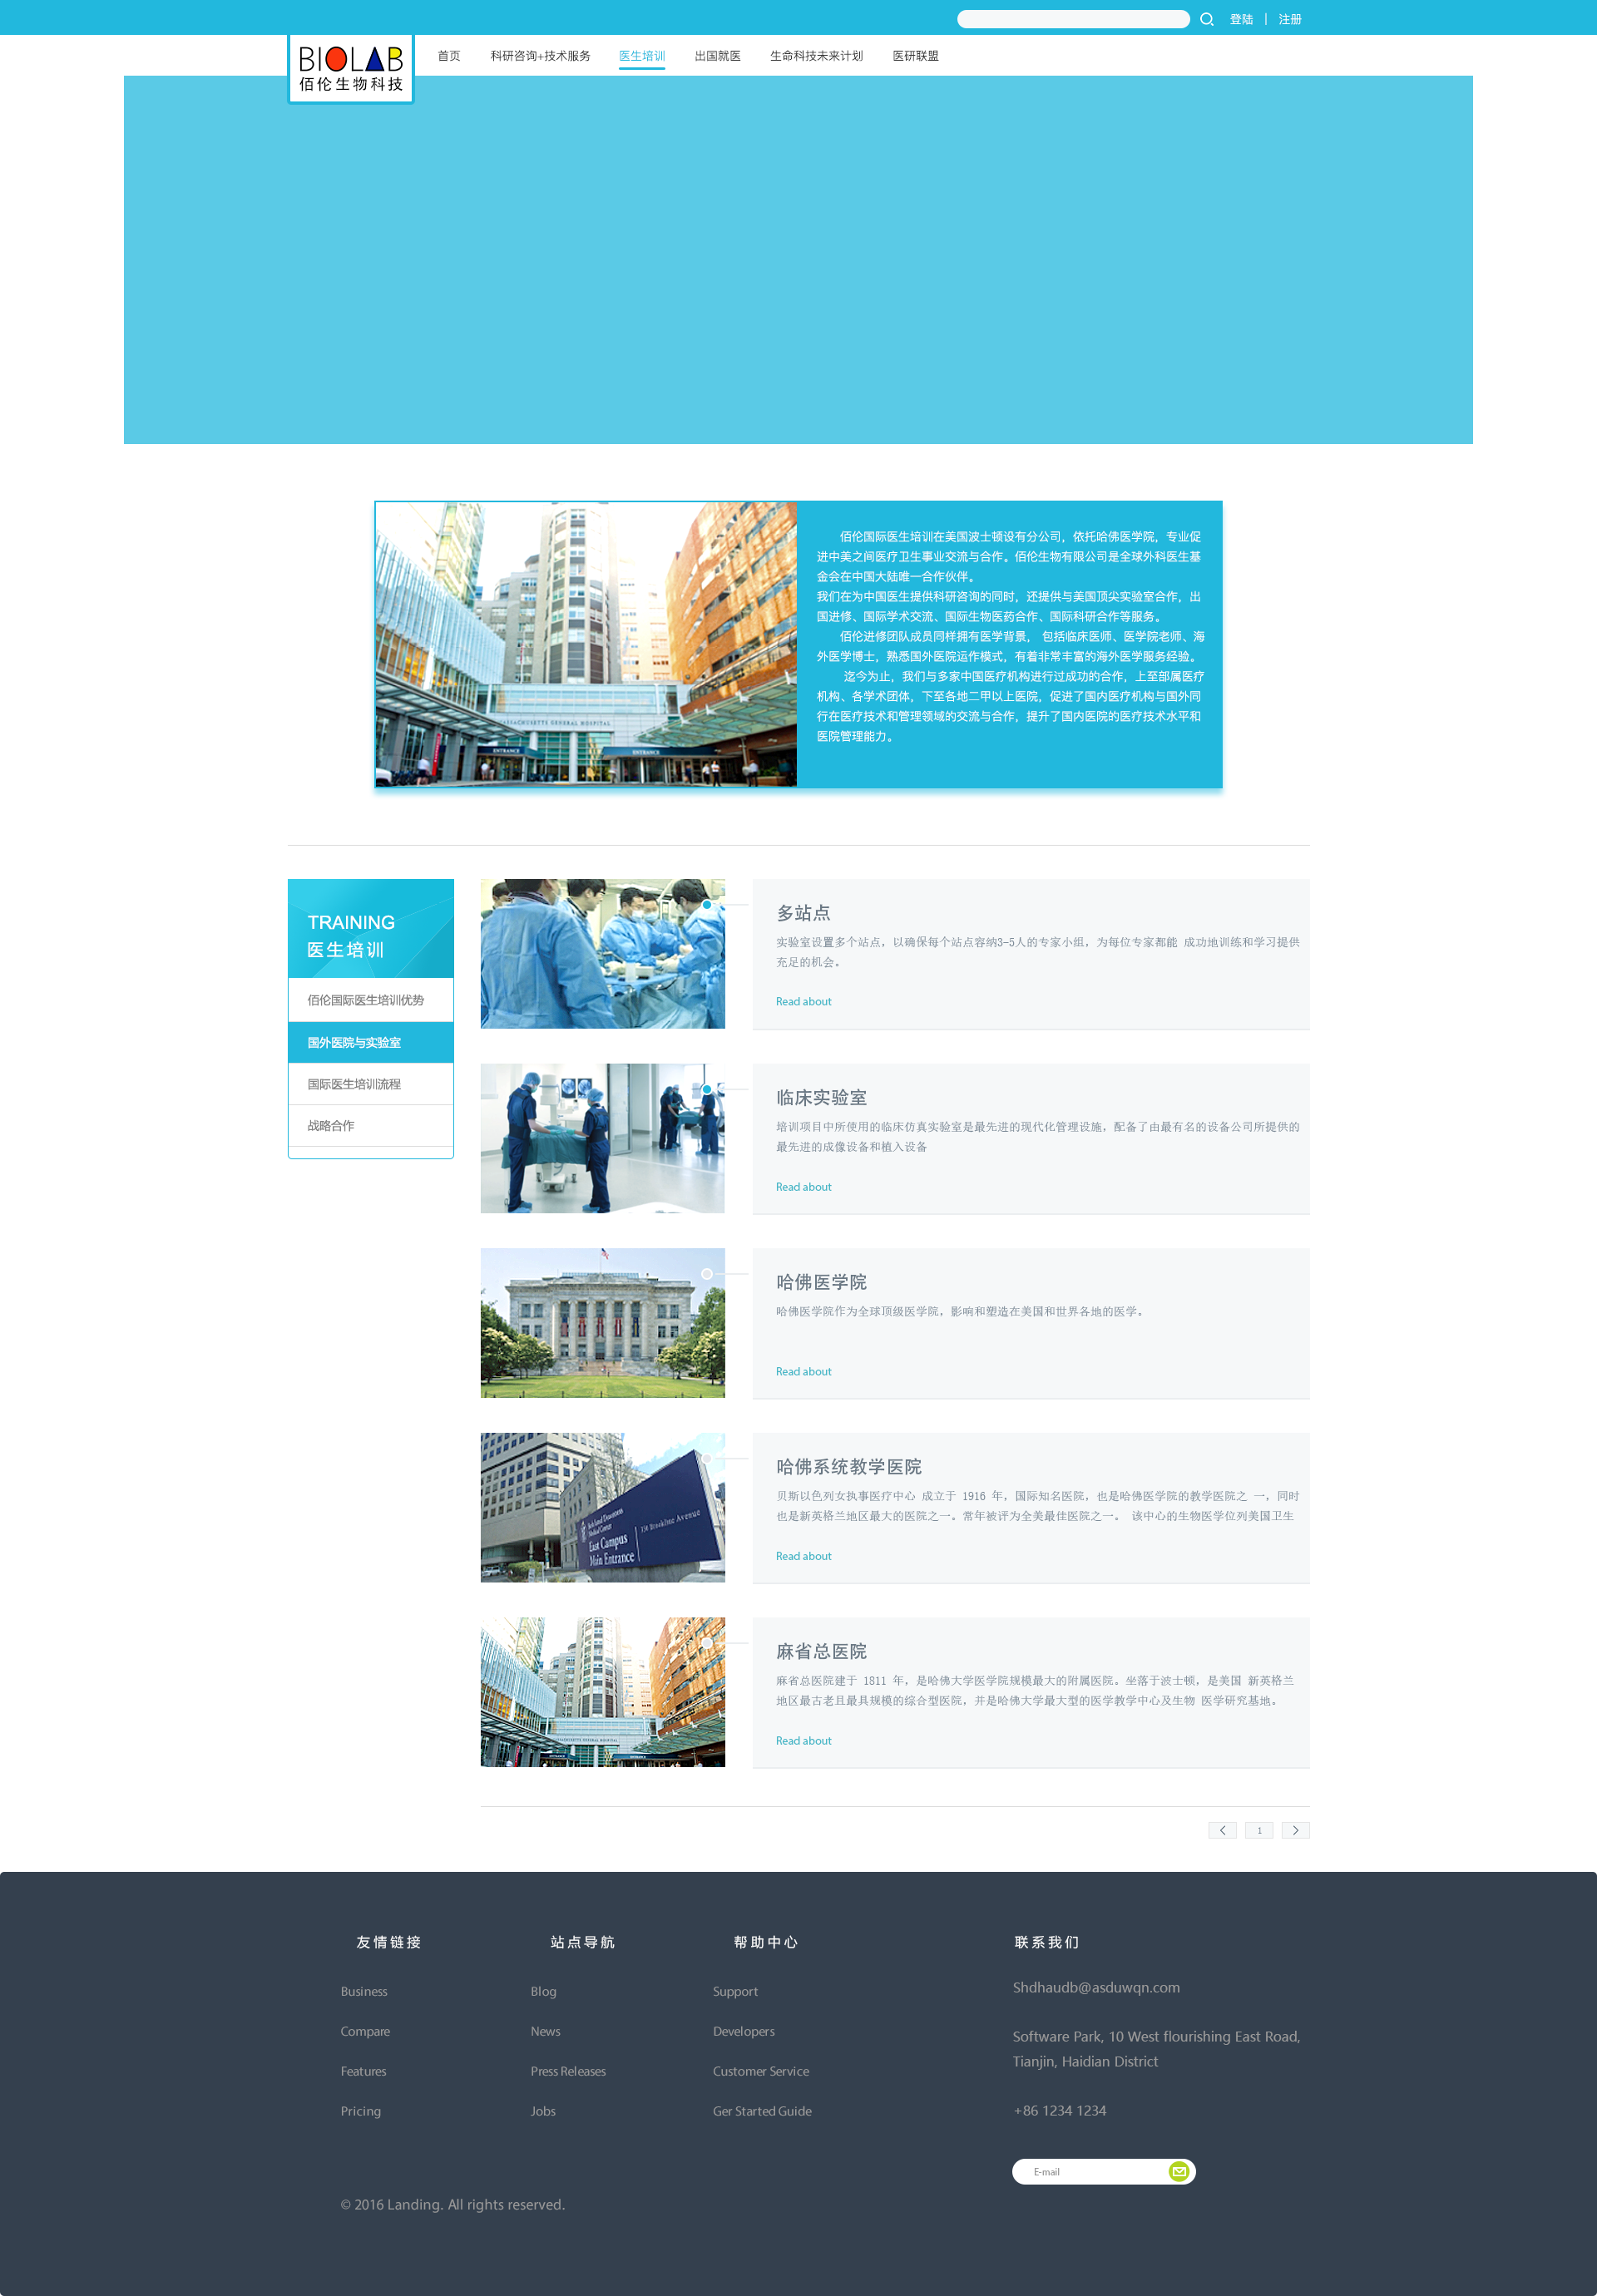 登陆 | 注册
BIOLAB
佰伦生物科技
首页 科研咨询+技术服务 医生培训 出国就医 生命科技未来计划 医研联盟
佰伦国际医生培训在美国波士顿设有分公司，依托哈佛医学院，专业促
进中美之间医疗卫生事业交流与合作。佰伦生物有限公司是全球外科医生基
金会在中国大陆唯一合作伙伴。
我们在为中国医生提供科研咨询的同时，还提供与美国顶尖实验室合作，出
国进修、国际学术交流、国际生物医药合作、国际科研合作等服务。
佰伦进修团队成员同样拥有医学背景， 包括临床医师、医学院老师、海
外医学博士，熟悉国外医院运作模式，有着非常丰富的海外医学服务经验。
迄今为止，我们与多家中国医疗机构进行过成功的合作，上至部属医疗
机构、各学术团体，下至各地二甲以上医院，促进了国内医疗机构与国外同
行在医疗技术和管理领域的交流与合作，提升了国内医院的医疗技术水平和
医院管理能力。
MASSACHUSETTS GENERAL HOSPITAL
ENTRANCE
ENTRANCE
TRAINING
医生培训
佰伦国际医生培训优势
国外医院与实验室
国际医生培训流程
战略合作
多站点
实验室设置多个站点，以确保每个站点容纳3-5人的专家小组，为每位专家都能 成功地训练和学习提供
充足的机会。
Read about
临床实验室
培训项目中所使用的临床仿真实验室是最先进的现代化管理设施，配备了由最有名的设备公司所提供的
最先进的成像设备和植入设备
Read about
哈佛医学院
哈佛医学院作为全球顶级医学院，影响和塑造在美国和世界各地的医学。
Read about
Beth Israel Deaconess
Medical Center
East Campus
Main Entrance
330 Brookline Avenue
哈佛系统教学医院
贝斯以色列女执事医疗中心 成立于 1916 年，国际知名医院，也是哈佛医学院的教学医院之 一，同时
也是新英格兰地区最大的医院之一。常年被评为全美最佳医院之一。 该中心的生物医学位列美国卫生
Read about
麻省总医院
麻省总医院建于 1811 年，是哈佛大学医学院规模最大的附属医院。坐落于波士顿，是美国 新英格兰
地区最古老且最具规模的综合型医院，并是哈佛大学最大型的医学教学中心及生物 医学研究基地。
Read about
1
友情链接 站点导航 帮助中心 联系我们
Business Blog Support
Compare News Developers
Features Press Releases Customer Service
Pricing Jobs Ger Started Guide
Shdhaudb@asduwqn.com
Software Park, 10 West flourishing East Road,
Tianjin, Haidian District
+86 1234 1234
E-mail
© 2016 Landing. All rights reserved.